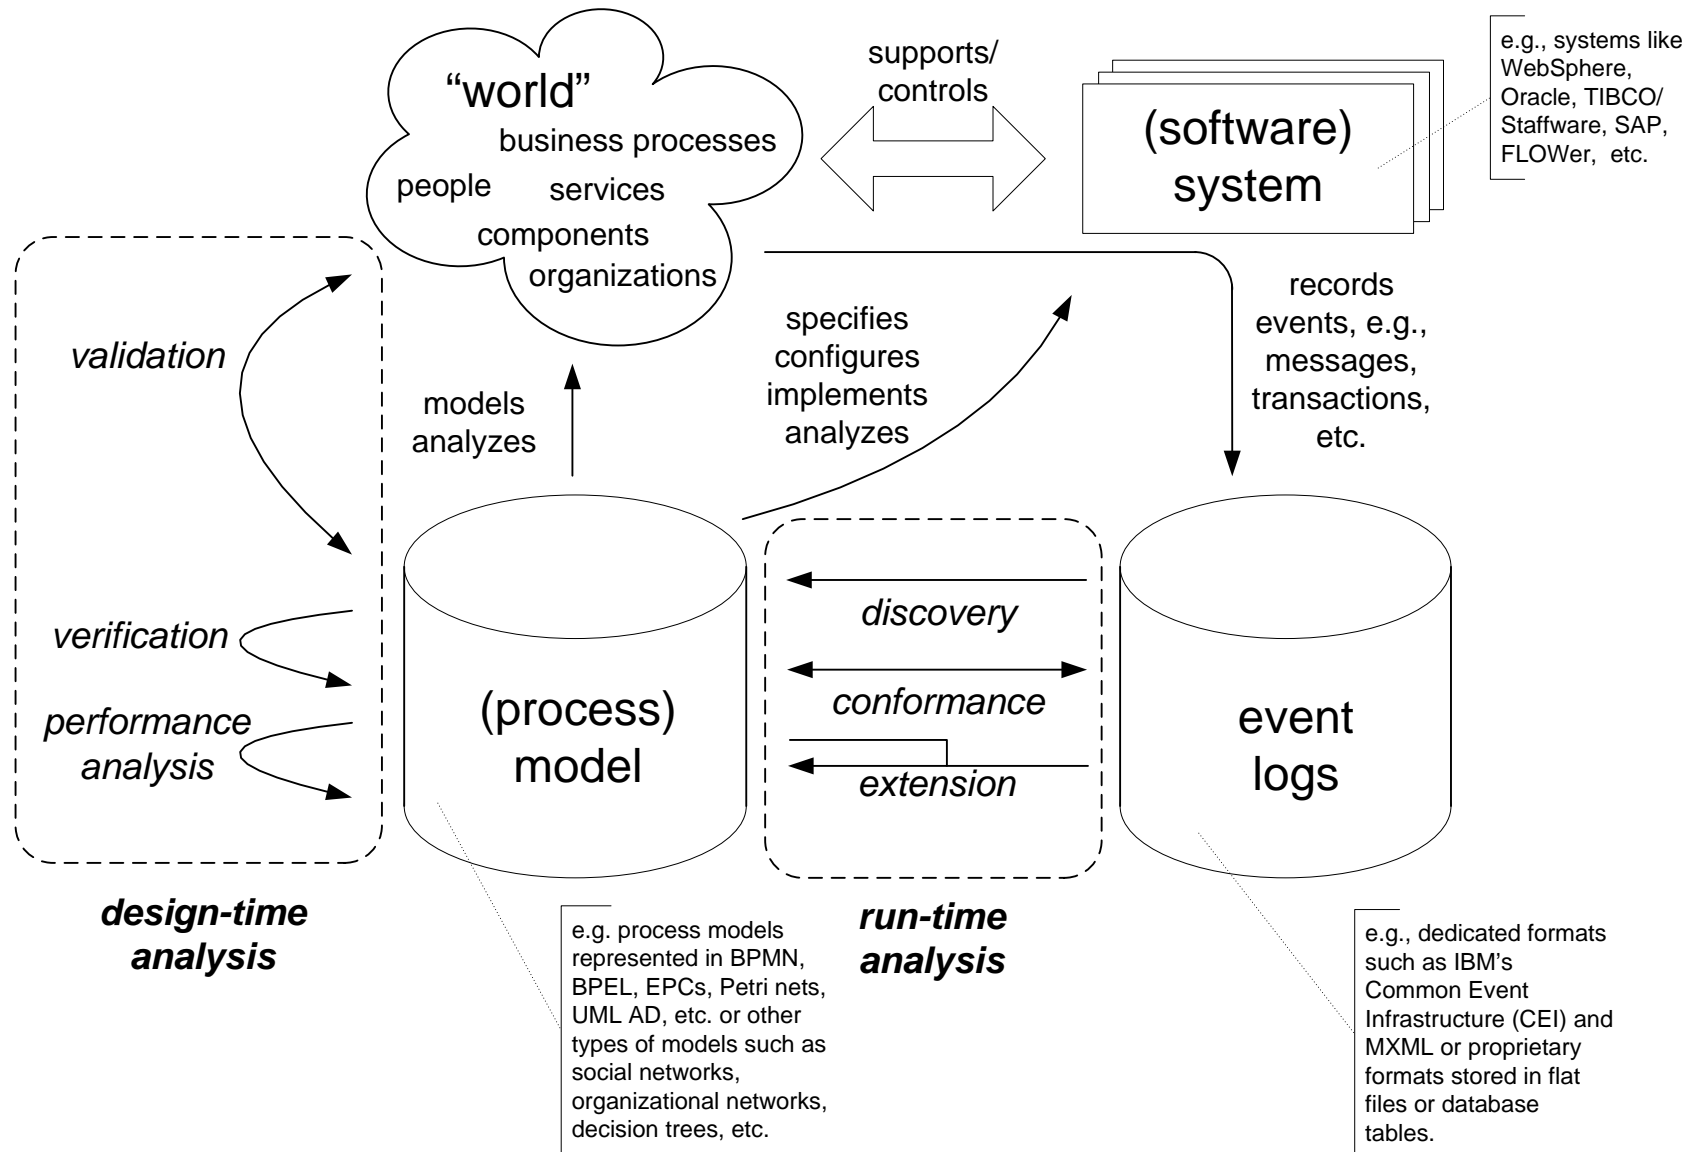 “world”
business processes
people
services
components
organizations
supports/
controls
(software)
system
e.g., systems like
WebSphere,
Oracle, TIBCO/
Staffware, SAP,
FLOWer, etc.
validation
models
analyzes
specifies
configures
implements
analyzes
records
events, e.g.,
messages,
transactions,
etc.
verification
performance
analysis
(process)
model
discovery
conformance
extension
event
logs
design-time
analysis
run-time
analysis
e.g. process models
represented in BPMN,
BPEL, EPCs, Petri nets,
UML AD, etc. or other
types of models such as
social networks,
organizational networks,
decision trees, etc.
e.g., dedicated formats
such as IBM’s
Common Event
Infrastructure (CEI) and
MXML or proprietary
formats stored in flat
files or database
tables.